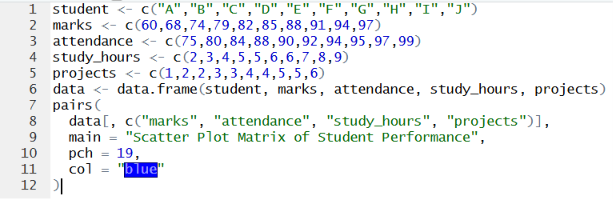 1 student <- c("A","B","C","D","E","F","G","H","I","J")
2 marks <- c(60,68,74,79,82,85,88,91,94,97)
3 attendance <- c(75,80,84,88,90,92,94,95,97,99)
4 study_hours <- c(2,3,4,5,5,6,6,7,8,9)
5 projects <- c(1,2,2,3,3,4,4,5,5,6)
6 data <- data.frame(student, marks, attendance, study_hours, projects)
7 pairs(
8 data[, c("marks", "attendance", "study_hours", "projects")],
9 main = "Scatter Plot Matrix of Student Performance",
10 pch = 19,
11 col = "blue"
12 )